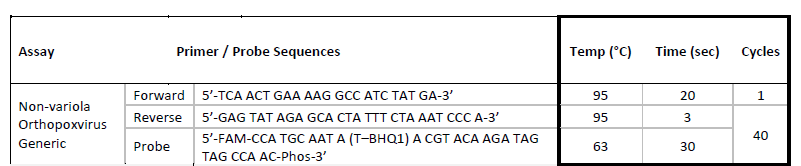 Assay Primer / Probe Sequences Temp (°C) Time (sec) Cycles
Non-variola Orthopoxvirus Generic
Forward 5’-TCA ACT GAA AAG GCC ATC TAT GA-3’ 95 20 1
Reverse 5’-GAG TAT AGA GCA CTA TTT CTA AAT CCC A-3’ 95 3 40
Probe 5’-FAM-CCA TGC AAT A (T–BHQ1) A CGT ACA AGA TAG
TAG CCA AC-Phos-3’ 63 30